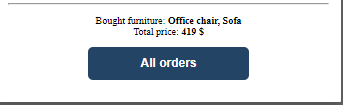 Bought furniture: Office chair, Sofa
Total price: 419 $
All orders